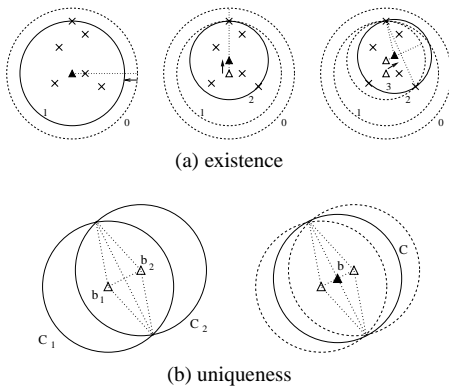 1
0
1
2
0
1
3
2
0
(a) existence
b₁
b₂
C₁
C₂
b
C
(b) uniqueness